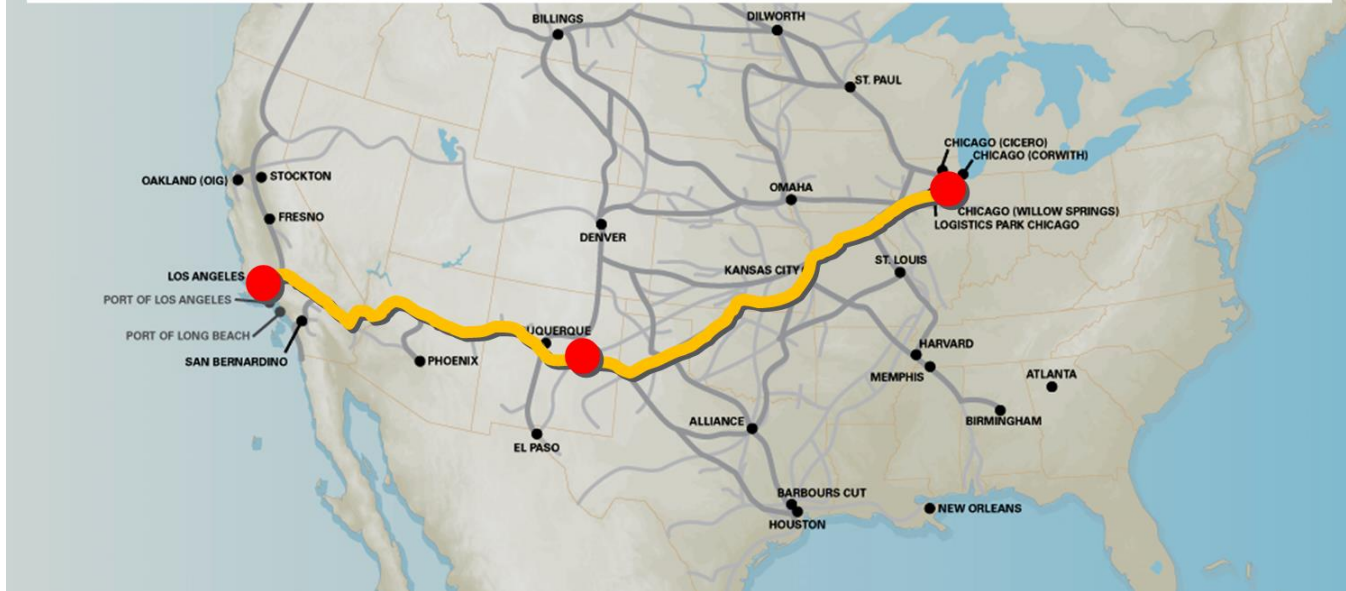 BILLINGS
DILWORTH
ST. PAUL
CHICAGO (CICERO)
CHICAGO (CORWITH)
OAKLAND (OIG)
STOCKTON
OMAHA
FRESNO
CHICAGO (WILLOW SPRINGS)
LOGISTICS PARK CHICAGO
DENVER
ST. LOUIS
KANSAS CITY
LOS ANGELES
PORT OF LOS ANGELES
PORT OF LONG BEACH
UQUERQUE
SAN BERNARDINO
PHOENIX
HARVARD
MEMPHIS
ATLANTA
BIRMINGHAM
ALLIANCE
EL PASO
BARBOURS CUT
HOUSTON
NEW ORLEANS